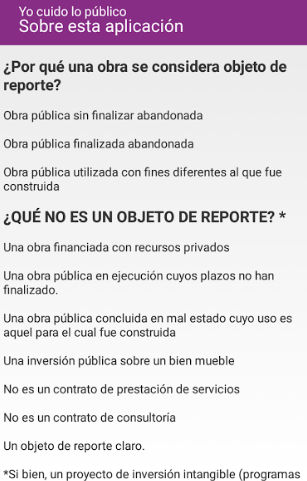 Yo cuido lo público
Sobre esta aplicación
¿Por qué una obra se considera objeto de
reporte?
Obra pública sin finalizar abandonada
Obra pública finalizada abandonada
Obra pública utilizada con fines diferentes al que fue
construida
¿QUÉ NO ES UN OBJETO DE REPORTE? *
Una obra financiada con recursos privados
Una obra pública en ejecución cuyos plazos no han
finalizado.
Una obra pública concluida en mal estado cuyo uso es
aquel para el cual fue construida
Una inversión pública sobre un bien mueble
No es un contrato de prestación de servicios
No es un contrato de consultoría
Un objeto de reporte claro.
*Si bien, un proyecto de inversión intangible (programas